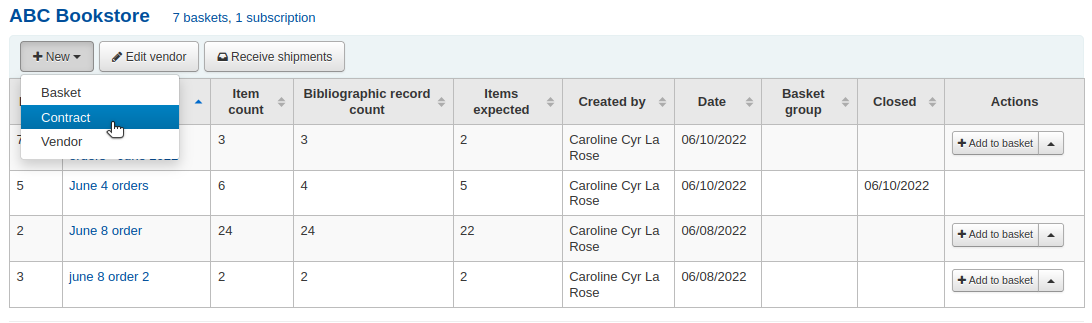 ABC Bookstore 7 baskets, 1 subscription
New Edit vendor Receive shipments
Basket
Contract
Vendor
Item count Bibliographic record count Items expected Created by Date Basket group Closed Actions
7 3 3 2 Caroline Cyr La Rose 06/10/2022 Add to basket
5 June 4 orders 6 4 5 Caroline Cyr La Rose 06/10/2022 06/10/2022
2 June 8 order 24 24 22 Caroline Cyr La Rose 06/08/2022 Add to basket
3 june 8 order 2 2 2 2 Caroline Cyr La Rose 06/08/2022 Add to basket